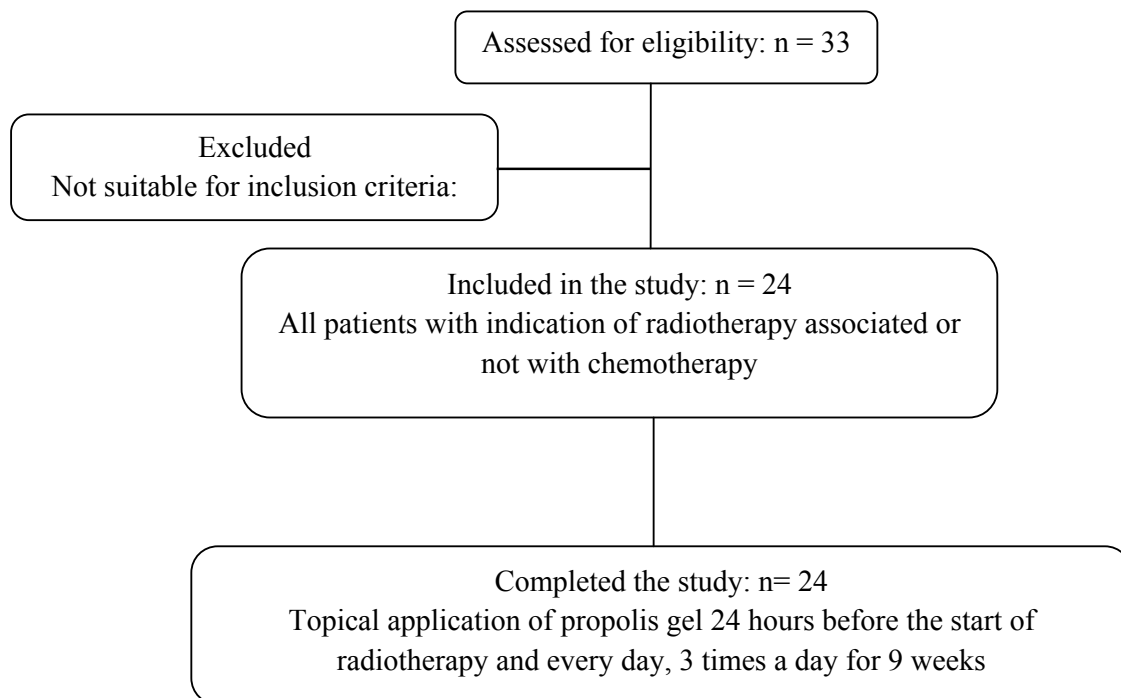 Assessed for eligibility: n = 33
Excluded
Not suitable for inclusion criteria:
Included in the study: n = 24
All patients with indication of radiotherapy associated or
not with chemotherapy
Completed the study: n= 24
Topical application of propolis gel 24 hours before the start of
radiotherapy and every day, 3 times a day for 9 weeks